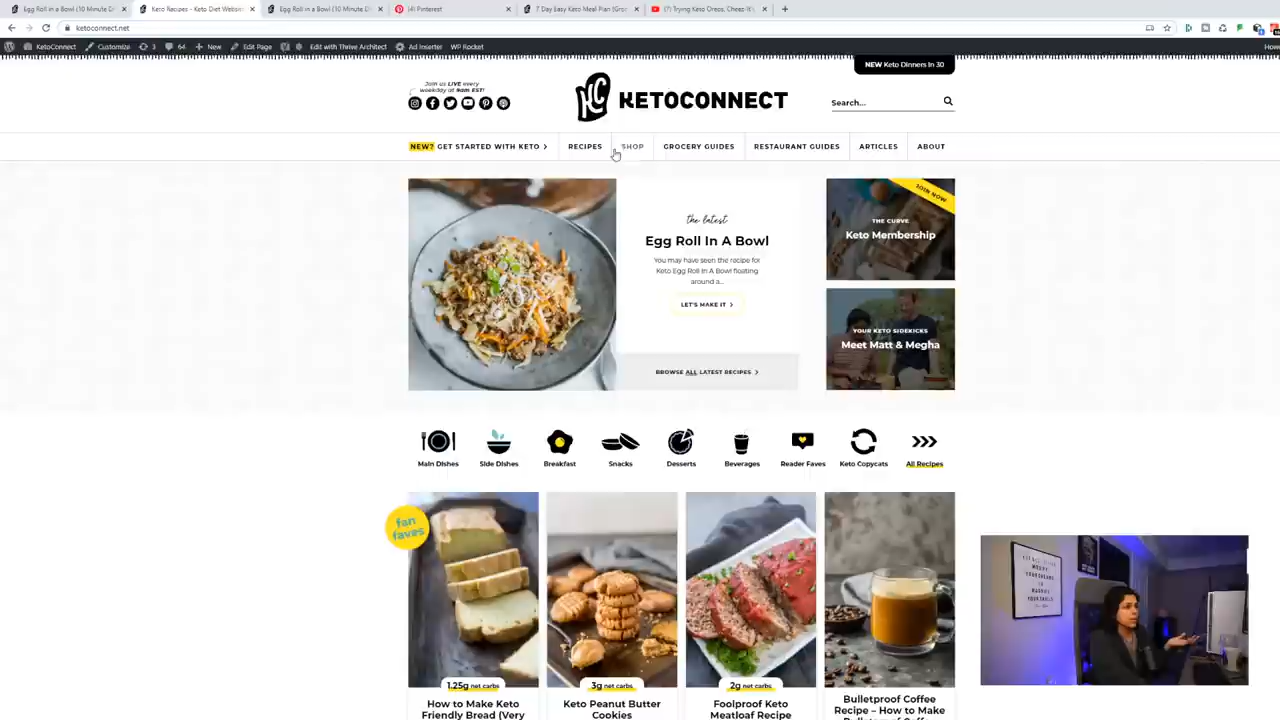 Egg Roll in a Bowl (10 Minute D
Keto Recipes - Keto Diet Websit
Egg Roll in a Bowl (10 Minute D
(4) Pinterest
7 Day Easy Keto Meal Plan (Groc
(7) Trying Keto Oreos, Cheez-It's
ketoconnect.net
KetoConnect
Customize
3
64
New
Edit Page
Edit with Thrive Architect
Ad Inserter
WP Rocket
How
NEW Keto Dinners In 30
Join us LIVE every
weekday at 9am EST!
KC KETOCONNECT
Search...
NEW? GET STARTED WITH KETO
RECIPES
SHOP
GROCERY GUIDES
RESTAURANT GUIDES
ARTICLES
ABOUT
the latest
Egg Roll In A Bowl
You may have seen the recipe for
Keto Egg Roll In A Bowl floating
around a...
LET'S MAKE IT
BROWSE ALL LATEST RECIPES
JOIN NOW
THE CURVE
Keto Membership
YOUR KETO SIDEKICKS
Meet Matt & Megha
Main Dishes
Side Dishes
Breakfast
Snacks
Desserts
Beverages
Reader Faves
Keto Copycats
All Recipes
fan
faves
1.25g net carbs
How to Make Keto
Friendly Bread (Very
3g net carbs
Keto Peanut Butter
Cookies
2g net carbs
Foolproof Keto
Meatloaf Recipe
Bulletproof Coffee
Recipe – How to Make